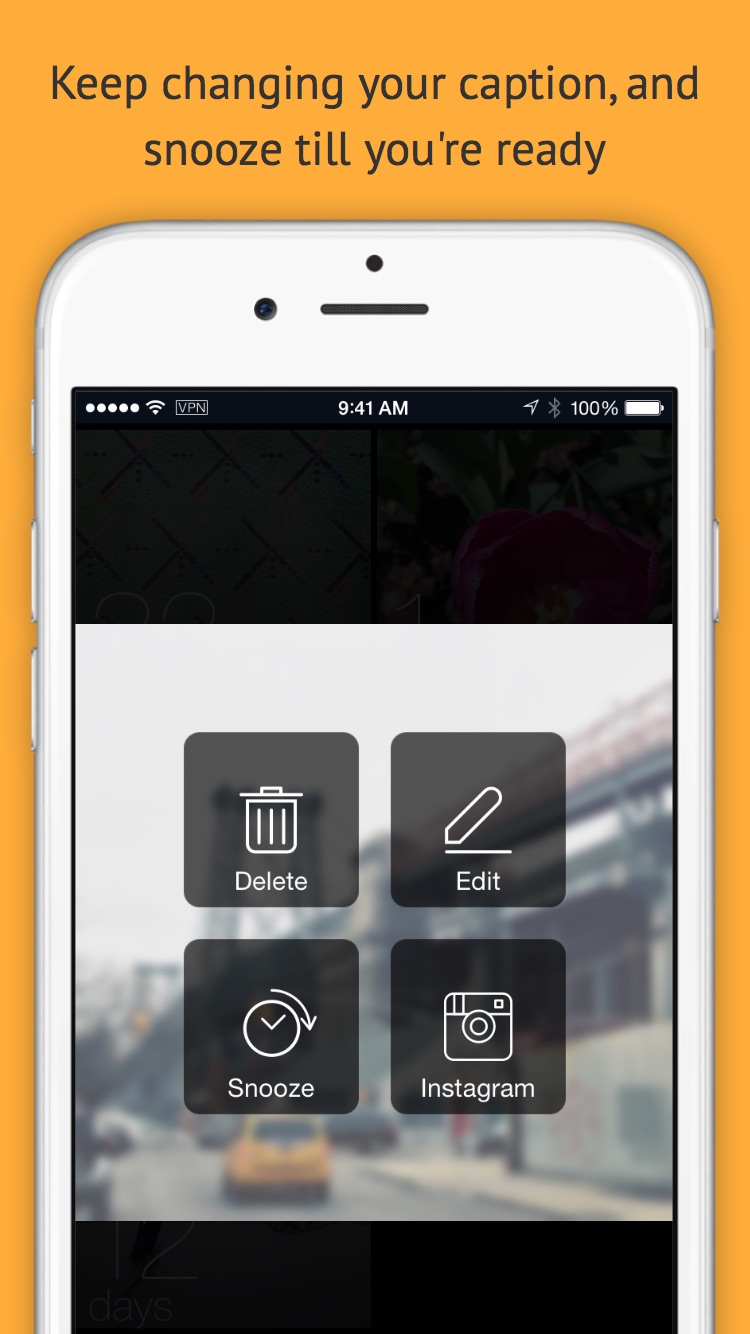 Keep changing your caption, and
snooze till you're ready
VPN 9:41 AM 100%
Delete Edit
Snooze Instagram
12
days